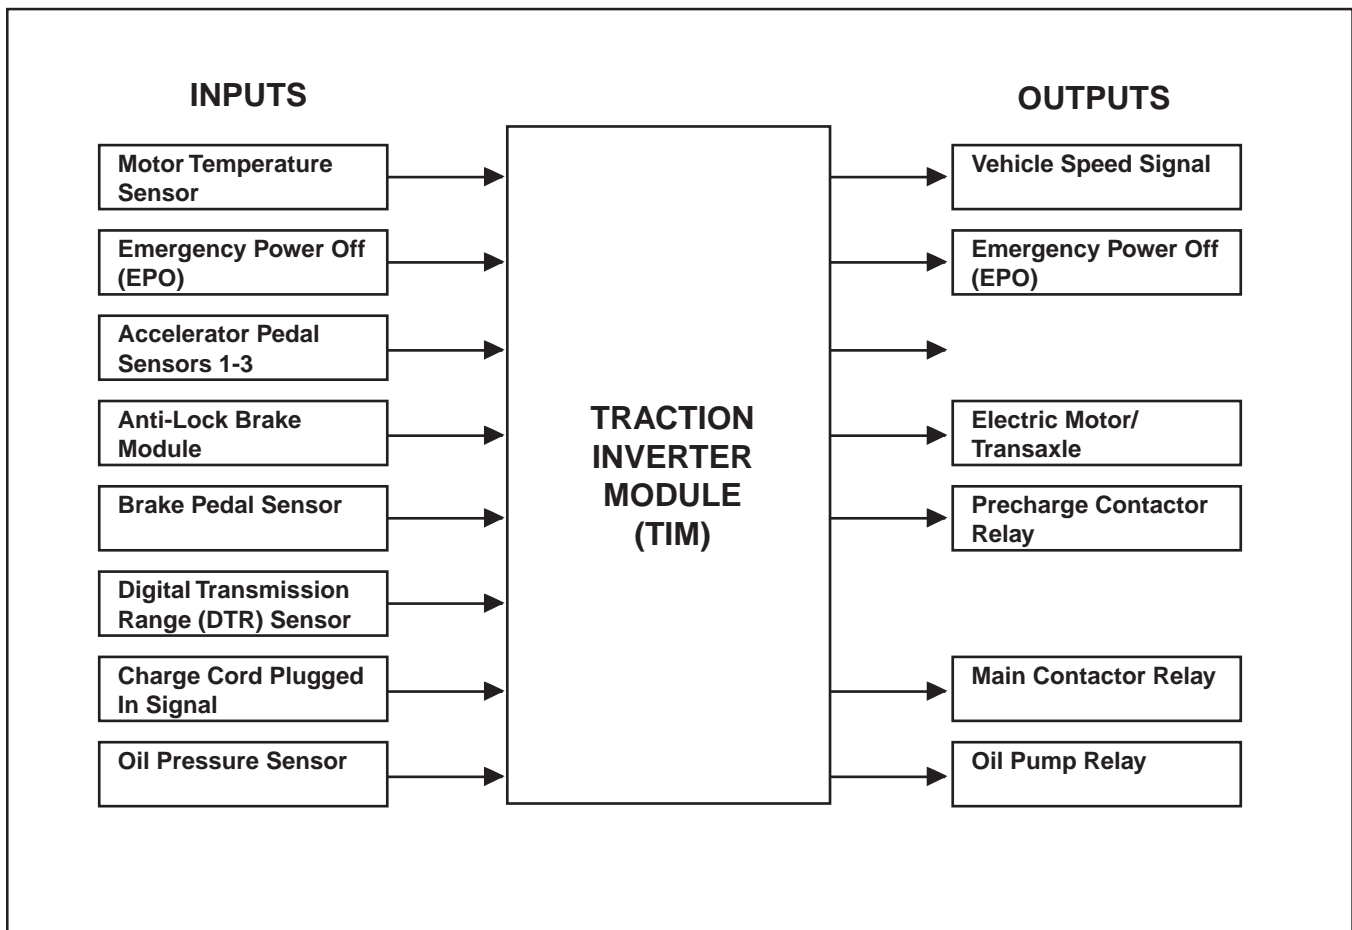 INPUTS
Motor Temperature
Sensor
Emergency Power Off
(EPO)
Accelerator Pedal
Sensors 1-3
Anti-Lock Brake
Module
Brake Pedal Sensor
Digital Transmission
Range (DTR) Sensor
Charge Cord Plugged
In Signal
Oil Pressure Sensor
TRACTION
INVERTER
MODULE
(TIM)
OUTPUTS
Vehicle Speed Signal
Emergency Power Off
(EPO)
Electric Motor/
Transaxle
Precharge Contactor
Relay
Main Contactor Relay
Oil Pump Relay